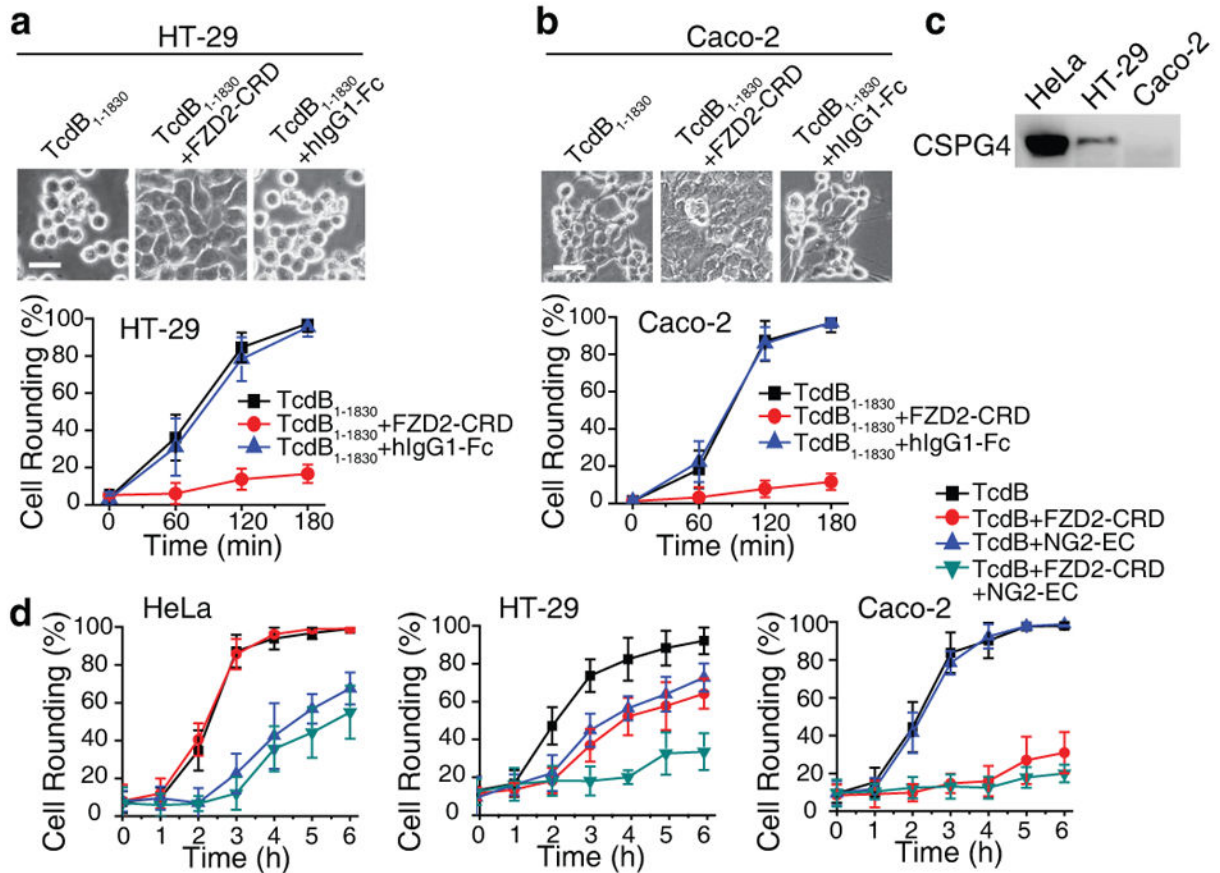 a
HT-29
TcdB1-1830
TcdB1-1830
+FZD2-CRD
TcdB1-1830
+hIgG1-Fc
Cell Rounding (%)
100
80
60
40
20
0
HT-29
TcdB1-1830
TcdB1-1830+FZD2-CRD
TcdB1-1830+hIgG1-Fc
0 60 120 180
Time (min)
b
Caco-2
TcdB1-1830
TcdB1-1830
+FZD2-CRD
TcdB1-1830
+hIgG1-Fc
Cell Rounding (%)
100
80
60
40
20
0
Caco-2
TcdB1-1830
TcdB1-1830+FZD2-CRD
TcdB1-1830+hIgG1-Fc
0 60 120 180
Time (min)
c
HeLa
HT-29
Caco-2
CSPG4
TcdB
TcdB+FZD2-CRD
TcdB+NG2-EC
TcdB+FZD2-CRD
+NG2-EC
d
HeLa
Cell Rounding (%)
100
80
60
40
20
0
0 1 2 3 4 5 6
Time (h)
HT-29
Cell Rounding (%)
100
80
60
40
20
0
0 1 2 3 4 5 6
Time (h)
Caco-2
Cell Rounding (%)
100
80
60
40
20
0
0 1 2 3 4 5 6
Time (h)